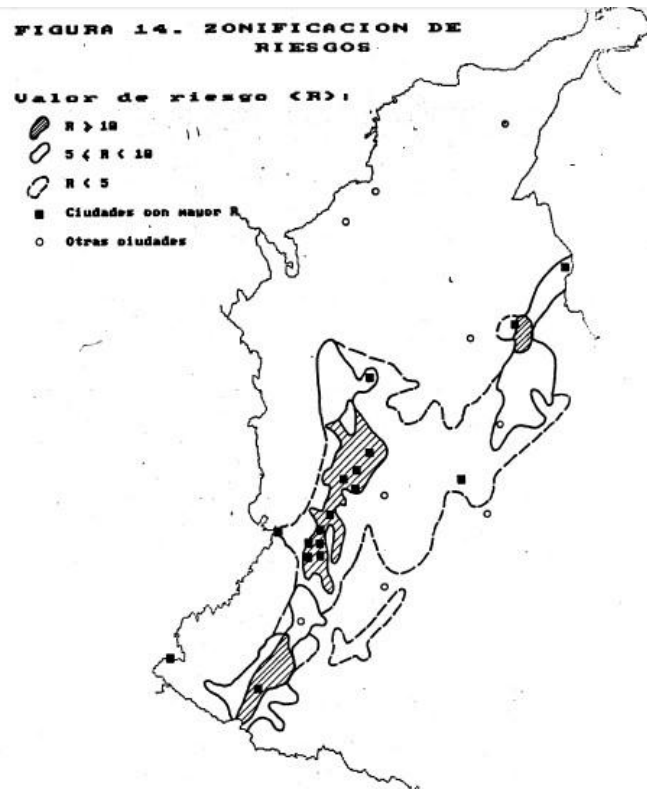 FIGURA 14. ZONIFICACION DE
RIESGOS
Valor de riesgo <R>:
R > 10
5 < R < 10
R < 5
Ciudades con mayor R
Otras ciudades